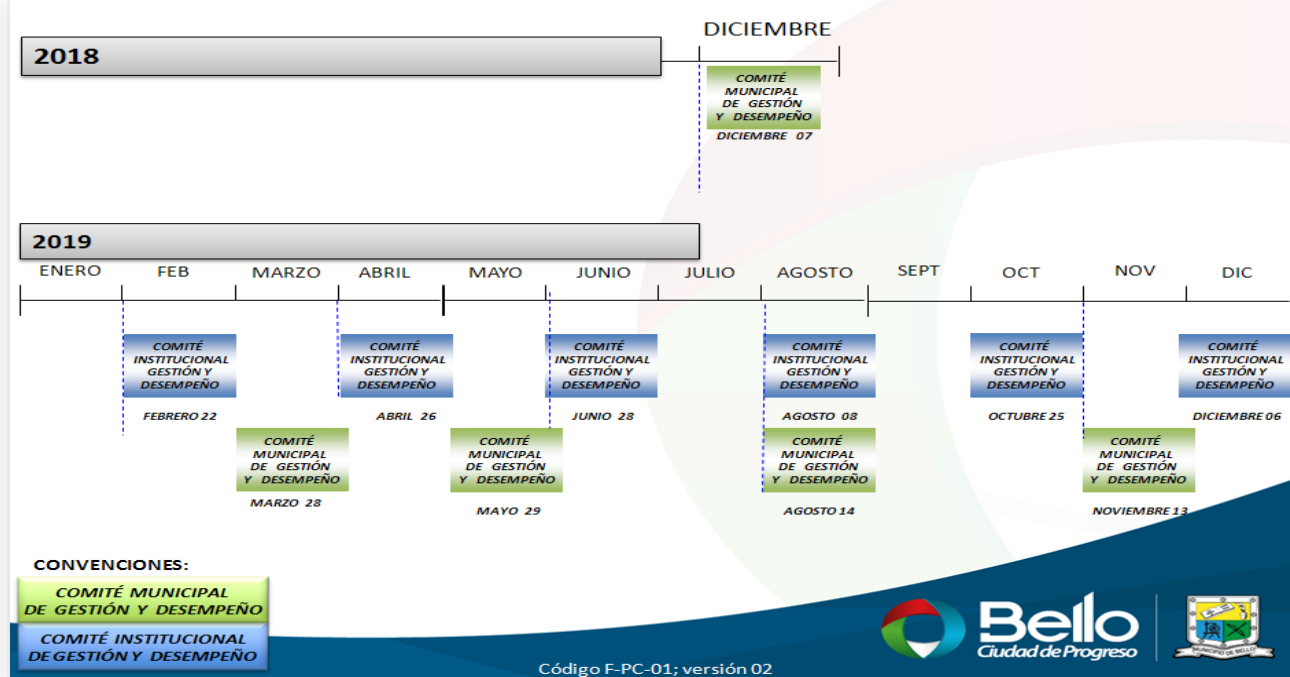 DICIEMBRE
2018
COMITÉ
MUNICIPAL
DE GESTIÓN
Y DESEMPEÑO
DICIEMBRE 07
2019
ENERO FEB MARZO ABRIL MAYO JUNIO JULIO AGOSTO SEPT OCT NOV DIC
COMITÉ
INSTITUCIONAL
GESTIÓN Y
DESEMPEÑO
FEBRERO 22
COMITÉ
INSTITUCIONAL
GESTIÓN Y
DESEMPEÑO
ABRIL 26
COMITÉ
INSTITUCIONAL
GESTIÓN Y
DESEMPEÑO
JUNIO 28
COMITÉ
INSTITUCIONAL
GESTIÓN Y
DESEMPEÑO
AGOSTO 08
COMITÉ
INSTITUCIONAL
GESTIÓN Y
DESEMPEÑO
OCTUBRE 25
COMITÉ
INSTITUCIONAL
GESTIÓN Y
DESEMPEÑO
DICIEMBRE 06
COMITÉ
MUNICIPAL
DE GESTIÓN
Y DESEMPEÑO
MARZO 28
COMITÉ
MUNICIPAL
DE GESTIÓN
Y DESEMPEÑO
MAYO 29
COMITÉ
MUNICIPAL
DE GESTIÓN
Y DESEMPEÑO
AGOSTO 14
COMITÉ
MUNICIPAL
DE GESTIÓN
Y DESEMPEÑO
NOVIEMBRE 13
CONVENCIONES:
COMITÉ MUNICIPAL
DE GESTIÓN Y DESEMPEÑO
COMITÉ INSTITUCIONAL
DE GESTIÓN Y DESEMPEÑO
Bello
Ciudad de Progreso
MUNICIPIO DE BELLO
Código F-PC-01; versión 02